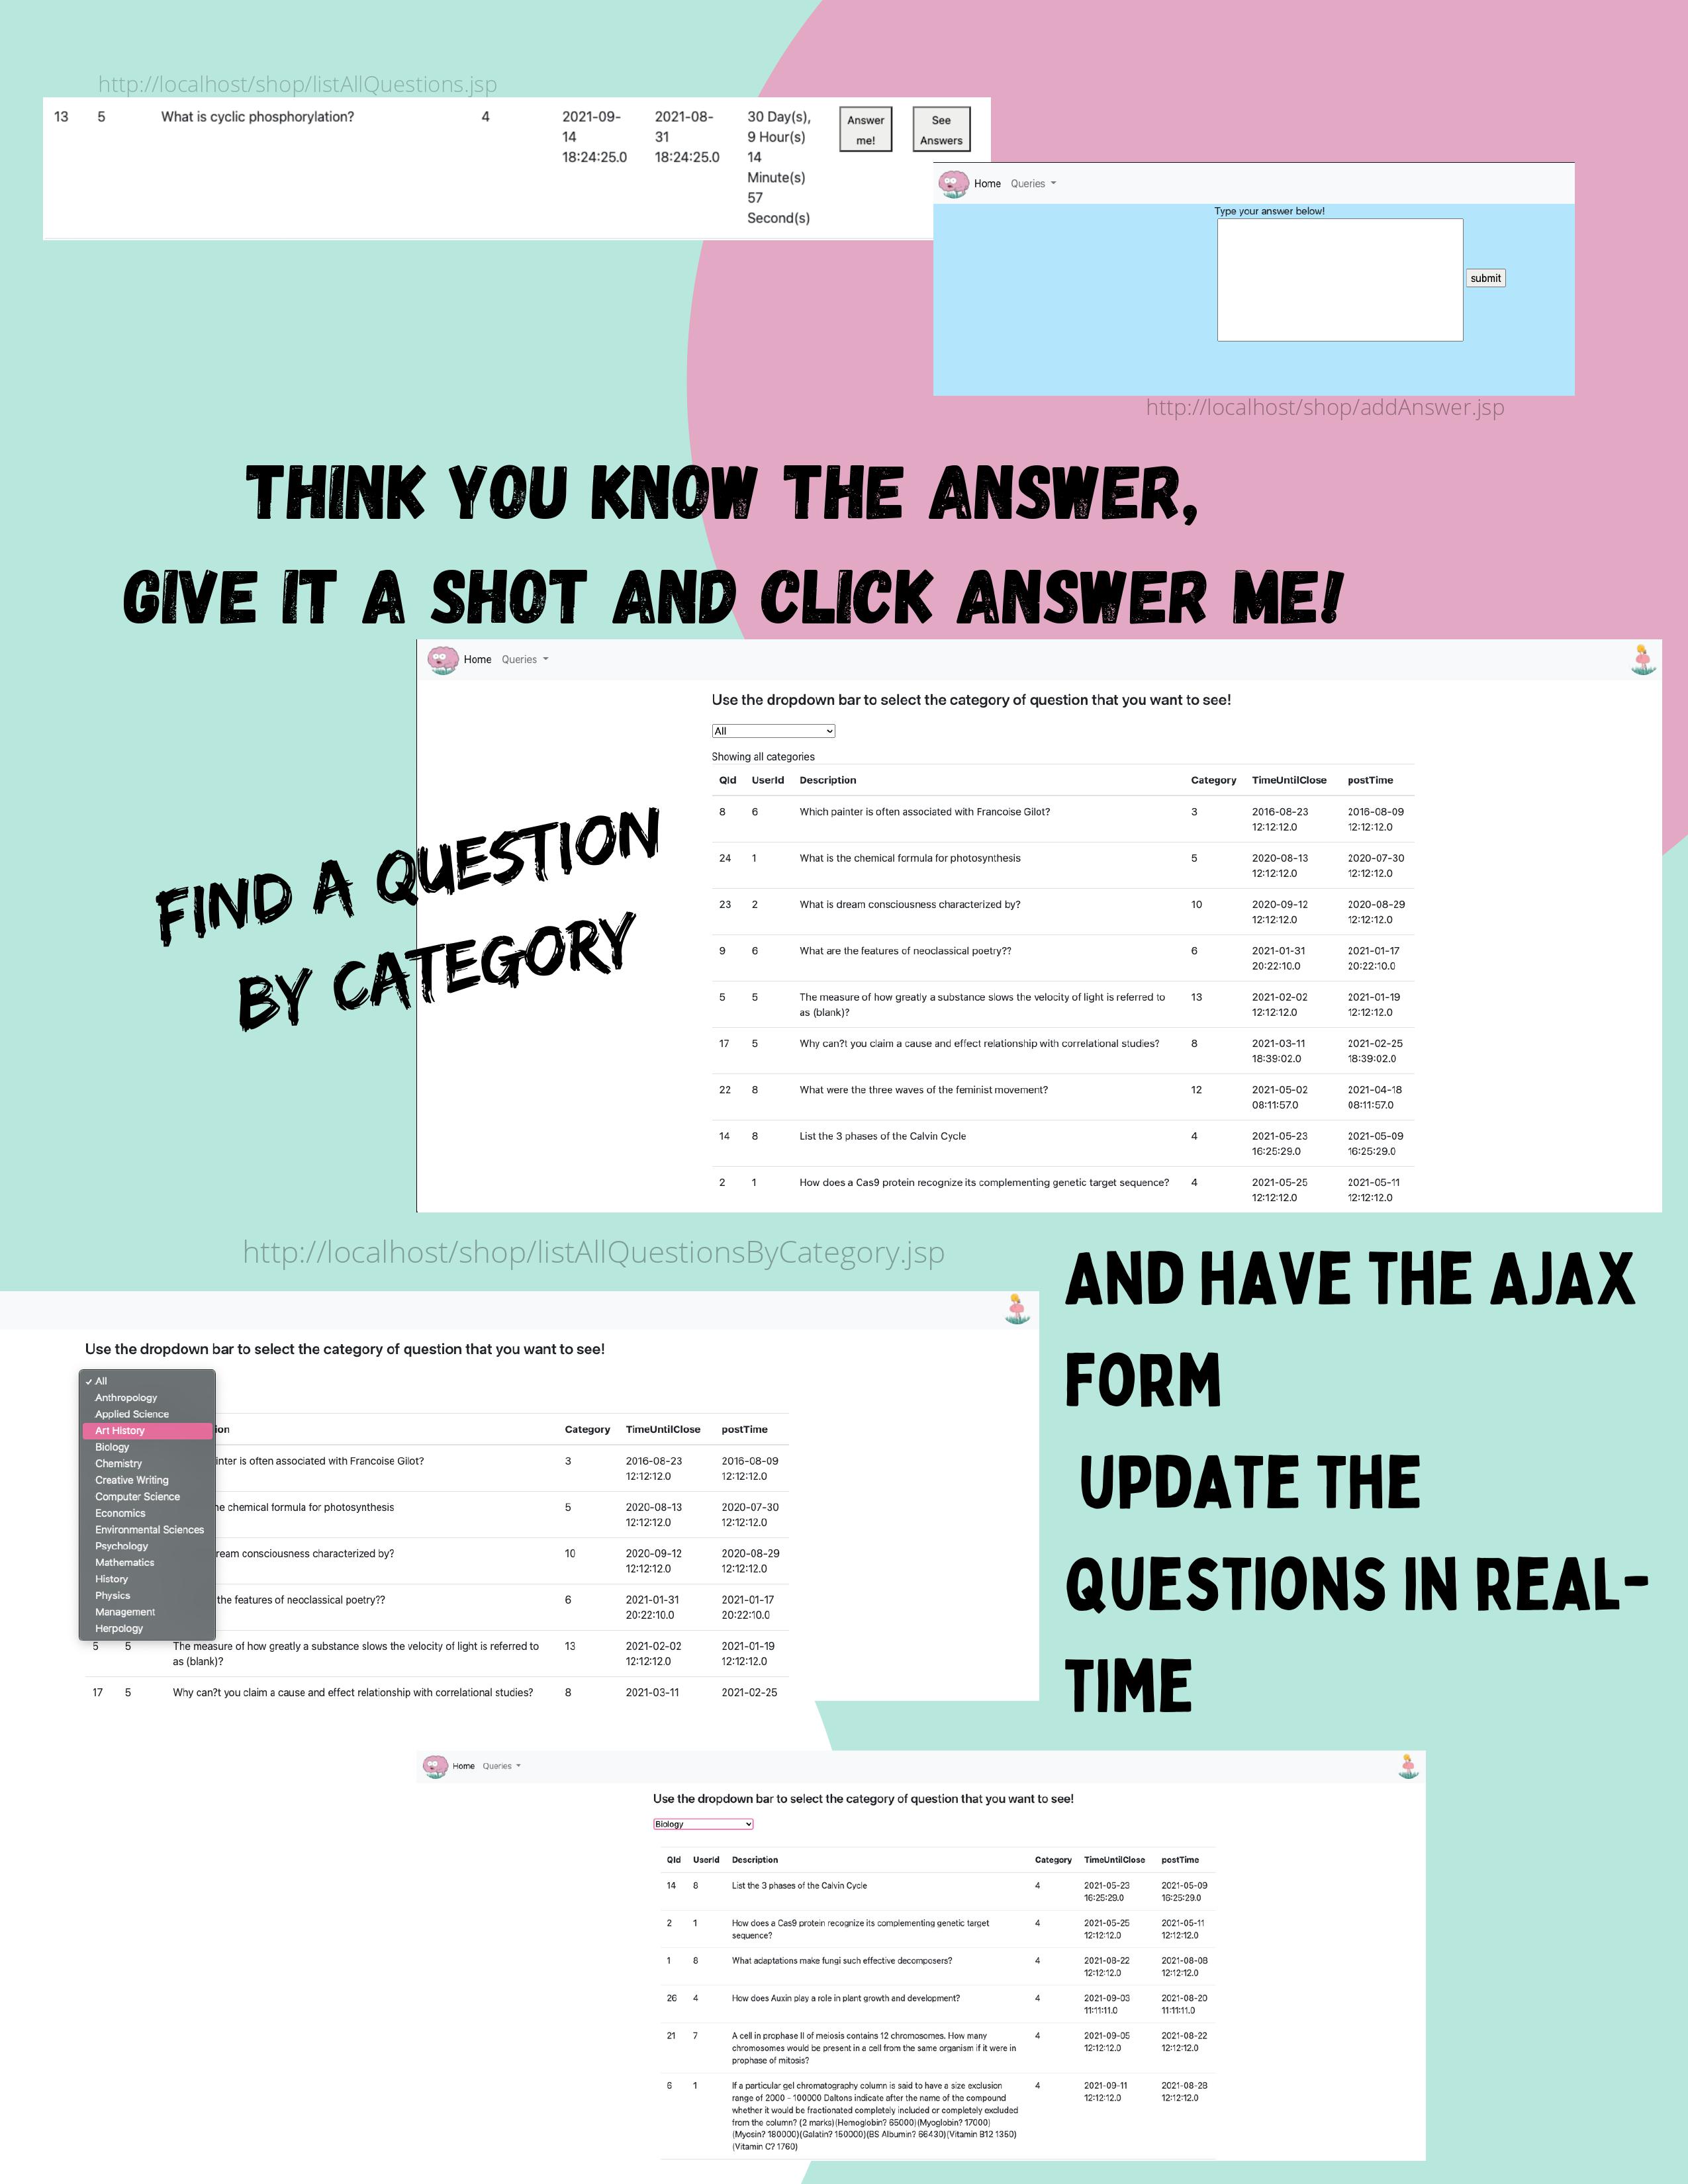 http://localhost/shop/listAllQuestions.jsp
13 5 What is cyclic phosphorylation? 4 2021-09- 2021-08- 30 Day(s), Answer See
14 31 9 Hour(s) me! Answers
18:24:25.0 18:24:25.0 14
Minute(s)
57
Second(s)
Home Queries
Type your answer below!
submit
http://localhost/shop/addAnswer.jsp
THINK YOU KNOW THE ANSWER,
GIVE IT A SHOT AND CLICK ANSWER ME!
Home Queries
Use the dropdown bar to select the category of question that you want to see!
All
Showing all categories
QId UserId Description Category TimeUntilClose postTime
8 6 Which painter is often associated with Francoise Gilot? 3 2016-08-23 2016-08-09
12:12:12.0 12:12:12.0
24 1 What is the chemical formula for photosynthesis 5 2020-08-13 2020-07-30
12:12:12.0 12:12:12.0
23 2 What is dream consciousness characterized by? 10 2020-09-12 2020-08-29
12:12:12.0 12:12:12.0
9 6 What are the features of neoclassical poetry?? 6 2021-01-31 2021-01-17
20:22:10.0 20:22:10.0
5 5 The measure of how greatly a substance slows the velocity of light is referred to 13 2021-02-02 2021-01-19
as (blank)? 12:12:12.0 12:12:12.0
17 5 Why can?t you claim a cause and effect relationship with correlational studies? 8 2021-03-11 2021-02-25
18:39:02.0 18:39:02.0
22 8 What were the three waves of the feminist movement? 12 2021-05-02 2021-04-18
08:11:57.0 08:11:57.0
14 8 List the 3 phases of the Calvin Cycle 4 2021-05-23 2021-05-09
16:25:29.0 16:25:29.0
2 1 How does a Cas9 protein recognize its complementing genetic target sequence? 4 2021-05-25 2021-05-11
12:12:12.0 12:12:12.0
FIND A QUESTION
BY CATEGORY
http://localhost/shop/listAllQuestionsByCategory.jsp
AND HAVE THE AJAX
FORM
UPDATE THE
QUESTIONS IN REAL-
TIME
Use the dropdown bar to select the category of question that you want to see!
✓ All
Anthropology
Applied Science
Art History
Biology
Chemistry
Creative Writing
Computer Science
Economics
Environmental Sciences
Psychology
Mathematics
History
Physics
Management
Herpology
ion Category TimeUntilClose postTime
inter is often associated with Francoise Gilot? 3 2016-08-23 2016-08-09
12:12:12.0 12:12:12.0
he chemical formula for photosynthesis 5 2020-08-13 2020-07-30
12:12:12.0 12:12:12.0
ream consciousness characterized by? 10 2020-09-12 2020-08-29
12:12:12.0 12:12:12.0
the features of neoclassical poetry?? 6 2021-01-31 2021-01-17
20:22:10.0 20:22:10.0
5 5 The measure of how greatly a substance slows the velocity of light is referred to 13 2021-02-02 2021-01-19
as (blank)? 12:12:12.0 12:12:12.0
17 5 Why can?t you claim a cause and effect relationship with correlational studies? 8 2021-03-11 2021-02-25
Home Queries
Use the dropdown bar to select the category of question that you want to see!
Biology
QId UserId Description Category TimeUntilClose postTime
14 8 List the 3 phases of the Calvin Cycle 4 2021-05-23 2021-05-09
16:25:29.0 16:25:29.0
2 1 How does a Cas9 protein recognize its complementing genetic target 4 2021-05-25 2021-05-11
sequence? 12:12:12.0 12:12:12.0
1 8 What adaptations make fungi such effective decomposers? 4 2021-08-22 2021-08-08
12:12:12.0 12:12:12.0
26 4 How does Auxin play a role in plant growth and development? 4 2021-09-03 2021-08-20
11:11:11.0 11:11:11.0
21 7 A cell in prophase II of meiosis contains 12 chromosomes. How many 4 2021-09-05 2021-08-22
chromosomes would be present in a cell from the same organism if it were in 12:12:12.0 12:12:12.0
prophase of mitosis?
6 1 If a particular gel chromatography column is said to have a size exclusion 4 2021-09-11 2021-08-28
range of 2000 - 100000 Daltons indicate after the name of the compound 12:12:12.0 12:12:12.0
whether it would be fractionated completely included or completely excluded
from the column? (2 marks)(Hemoglobin? 65000)(Myoglobin? 17000)
(Myosin? 180000)(Galatin? 150000)(BS Albumin? 66430)(Vitamin B12 1350)
(Vitamin C? 1760)